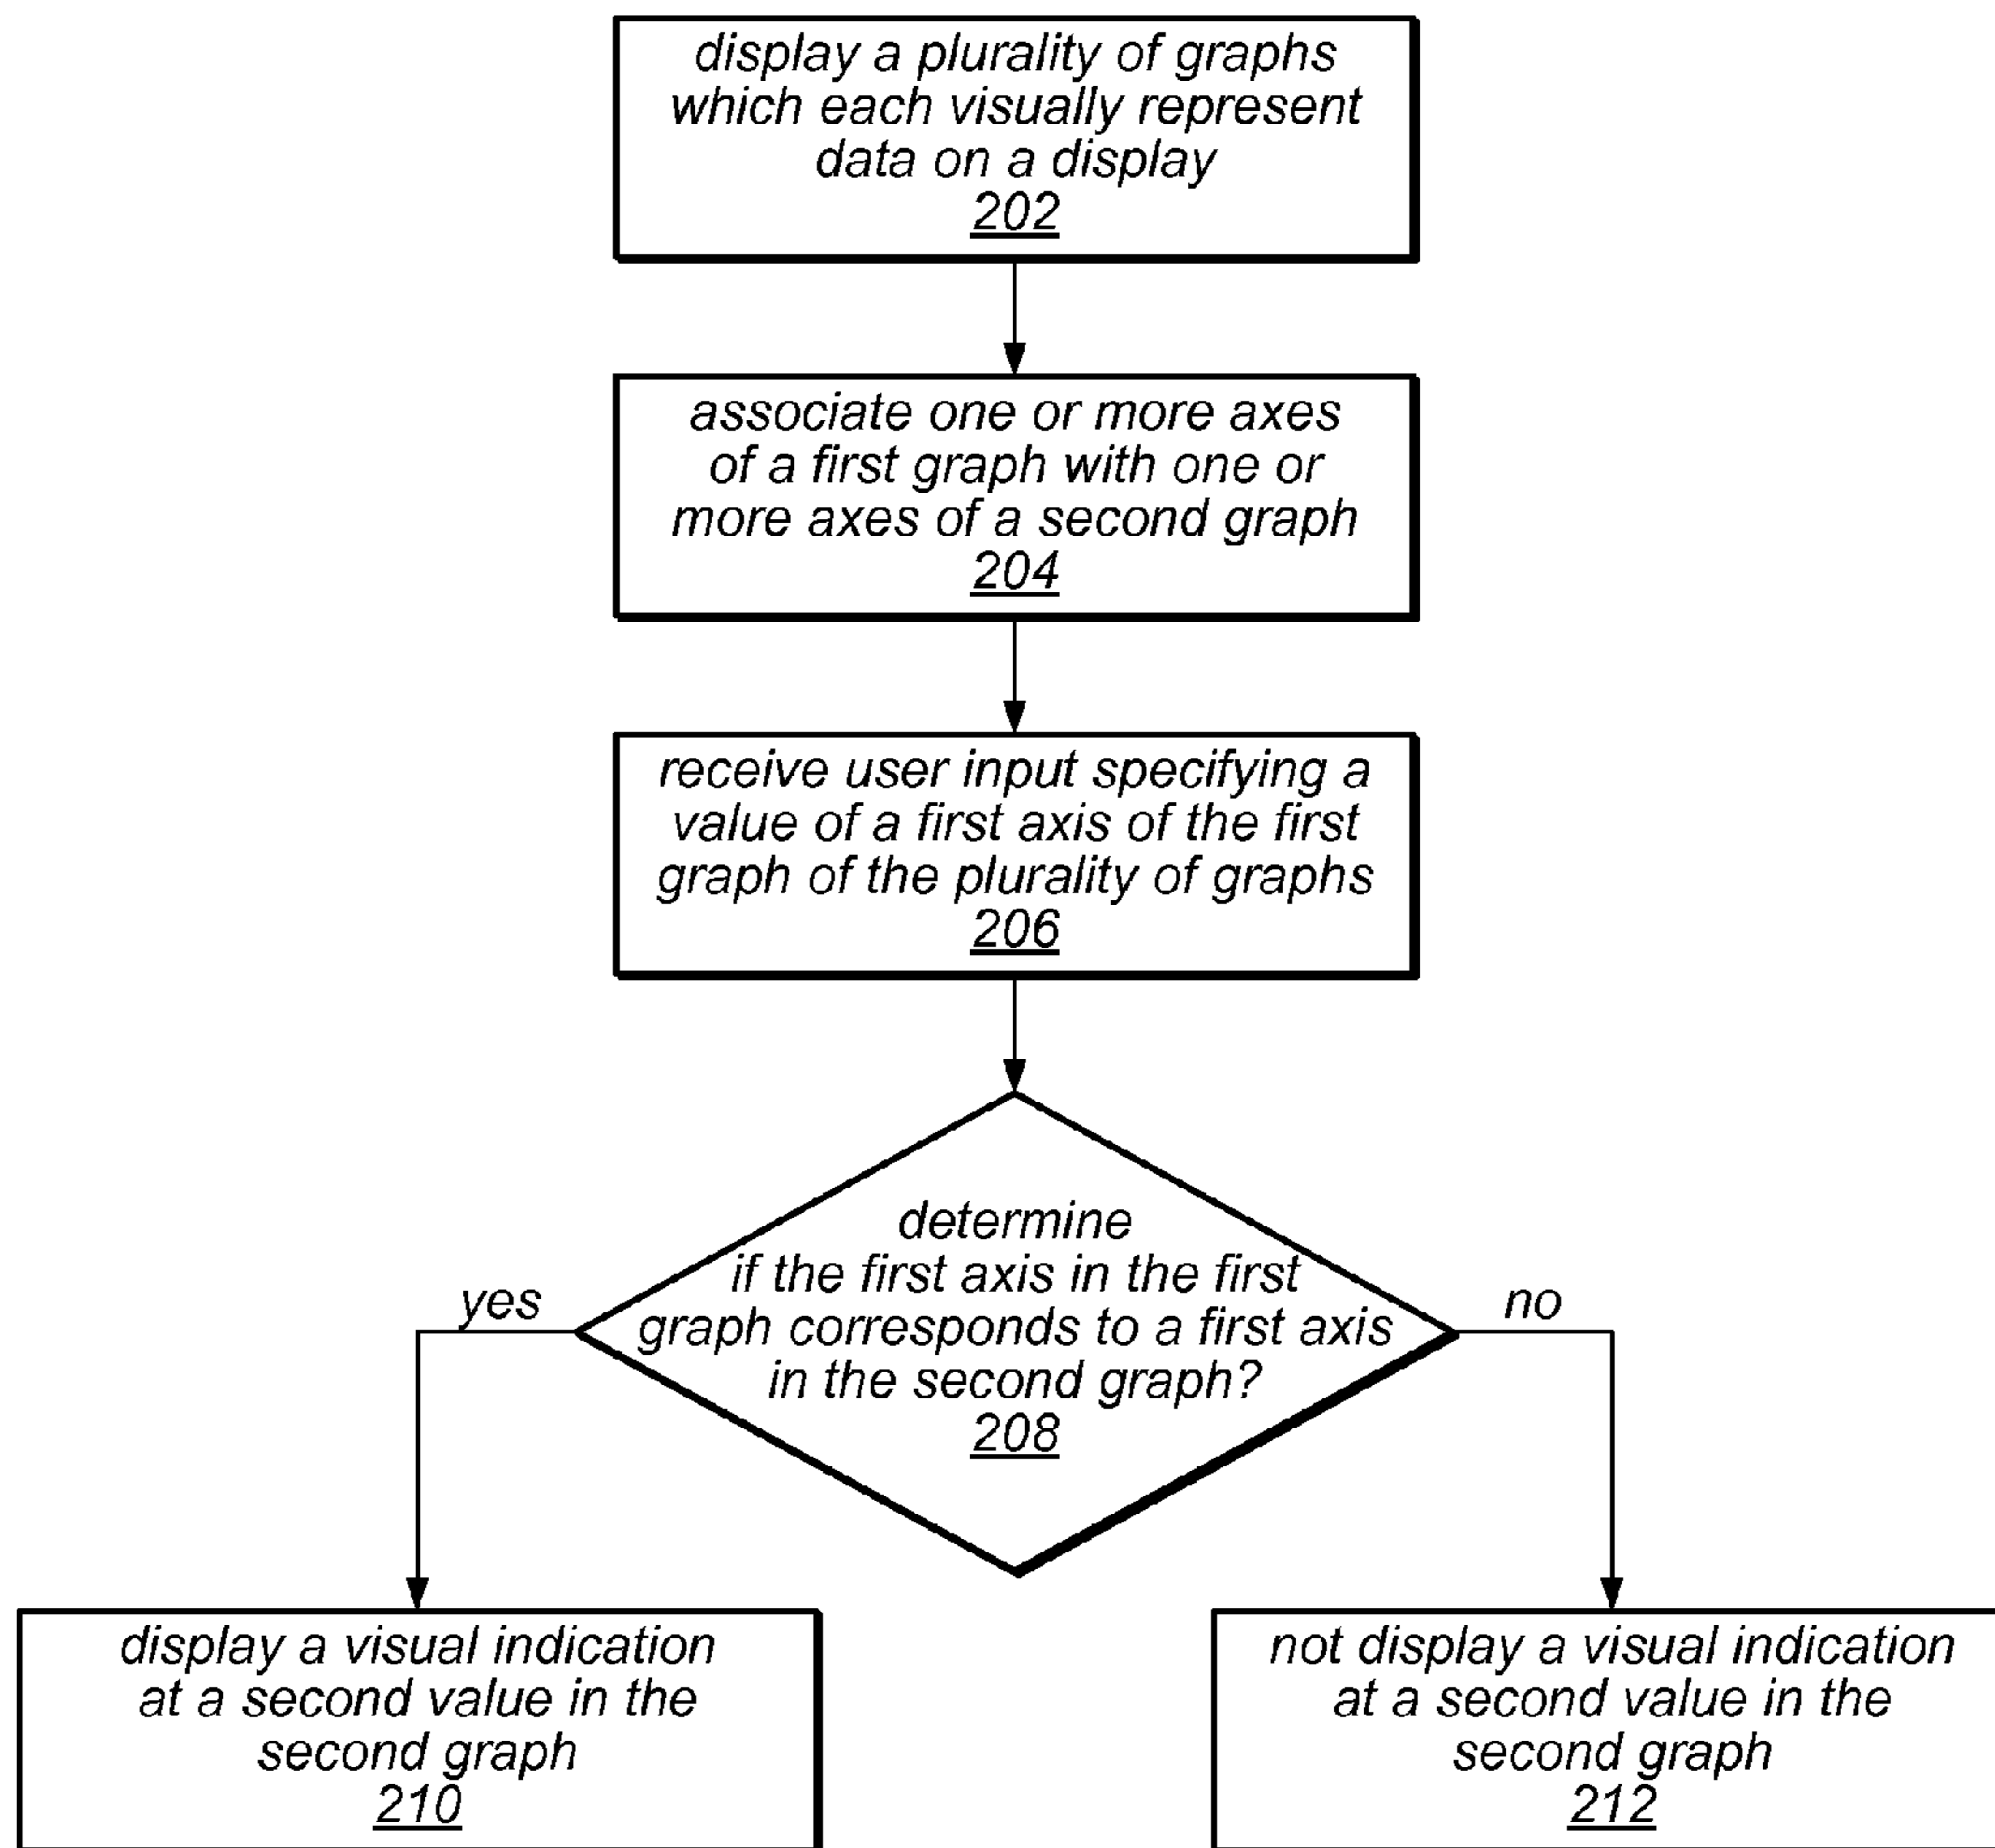 display a plurality of graphs
which each visually represent
data on a display
202
associate one or more axes
of a first graph with one or
more axes of a second graph
204
receive user input specifying a
value of a first axis of the first
graph of the plurality of graphs
206
determine
if the first axis in the first
graph corresponds to a first axis
in the second graph?
208
yes
no
display a visual indication
at a second value in the
second graph
210
not display a visual indication
at a second value in the
second graph
212